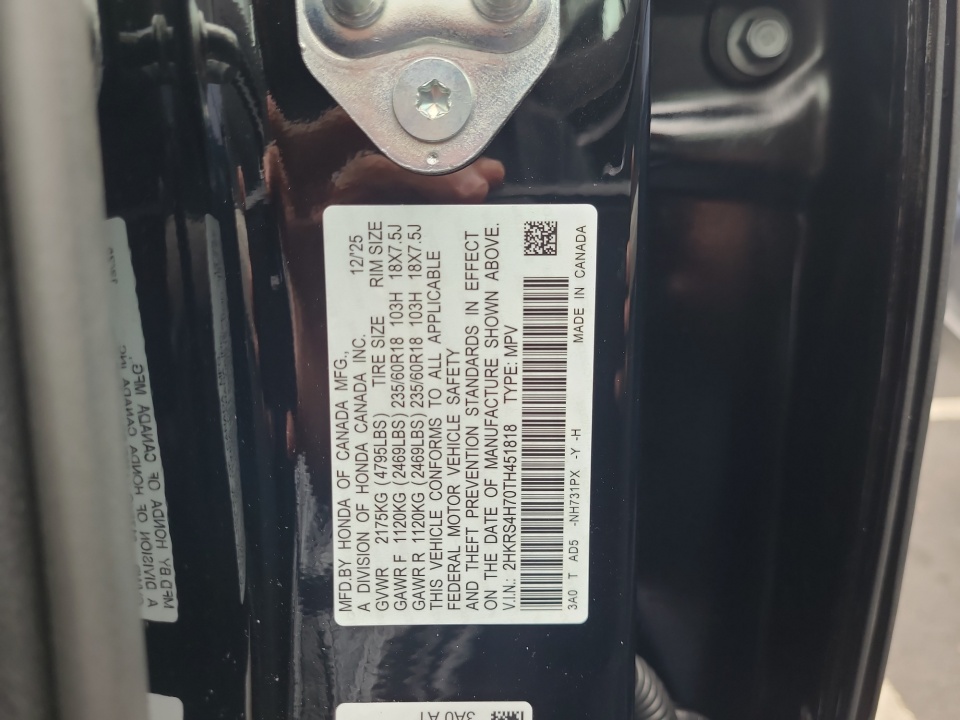 MFD.BY HONDA OF CANADA MFG.,
A DIVISION OF HONDA CANADA INC. 12/'25
GVWR 2175KG (4795LBS) TIRE SIZE RIM SIZE
GAWR F 1120KG (2469LBS) 235/60R18 103H 18X7.5J
GAWR R 1120KG (2469LBS) 235/60R18 103H 18X7.5J
THIS VEHICLE CONFORMS TO ALL APPLICABLE
FEDERAL MOTOR VEHICLE SAFETY
AND THEFT PREVENTION STANDARDS IN EFFECT
ON THE DATE OF MANUFACTURE SHOWN ABOVE.
V.I.N.: 2HKRS4H70TH451818 TYPE: MPV
3A0 T AD5 -NH731PX -Y -H MADE IN CANADA
3A0 A1